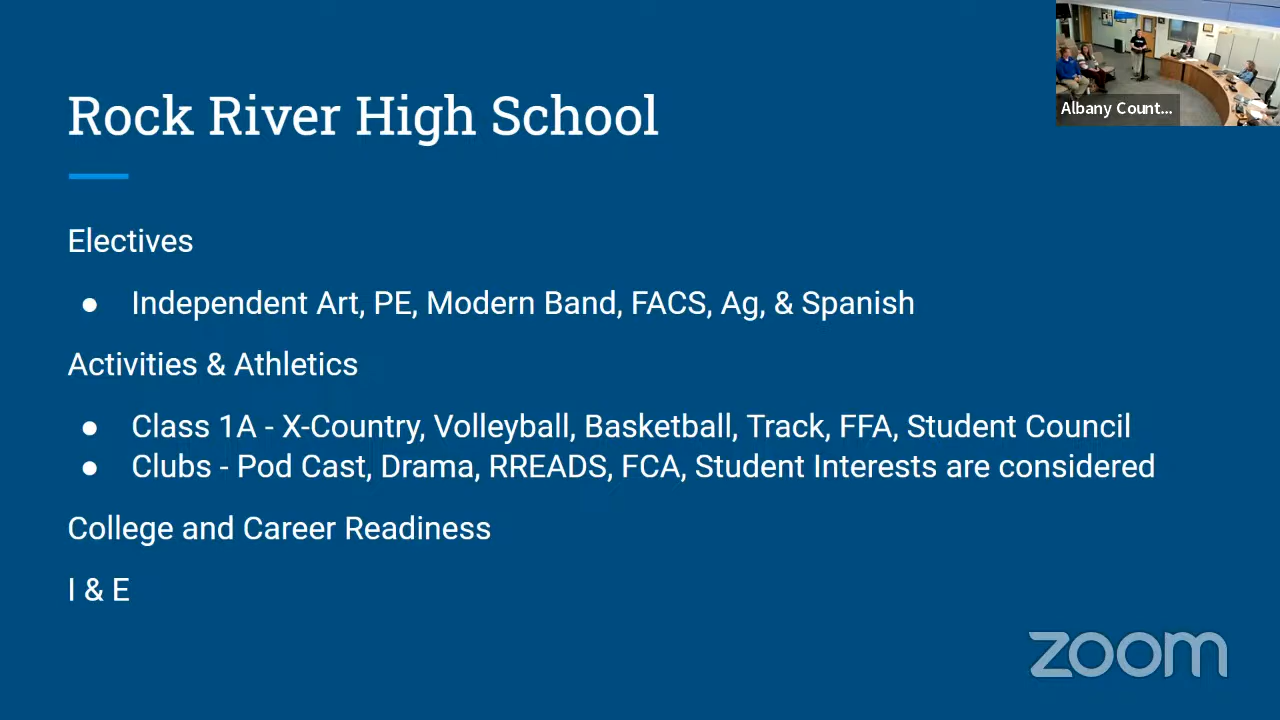 Albany Count...
Rock River High School
Electives
● Independent Art, PE, Modern Band, FACS, Ag, & Spanish
Activities & Athletics
● Class 1A - X-Country, Volleyball, Basketball, Track, FFA, Student Council
● Clubs - Pod Cast, Drama, RREADS, FCA, Student Interests are considered
College and Career Readiness
I & E
zoom